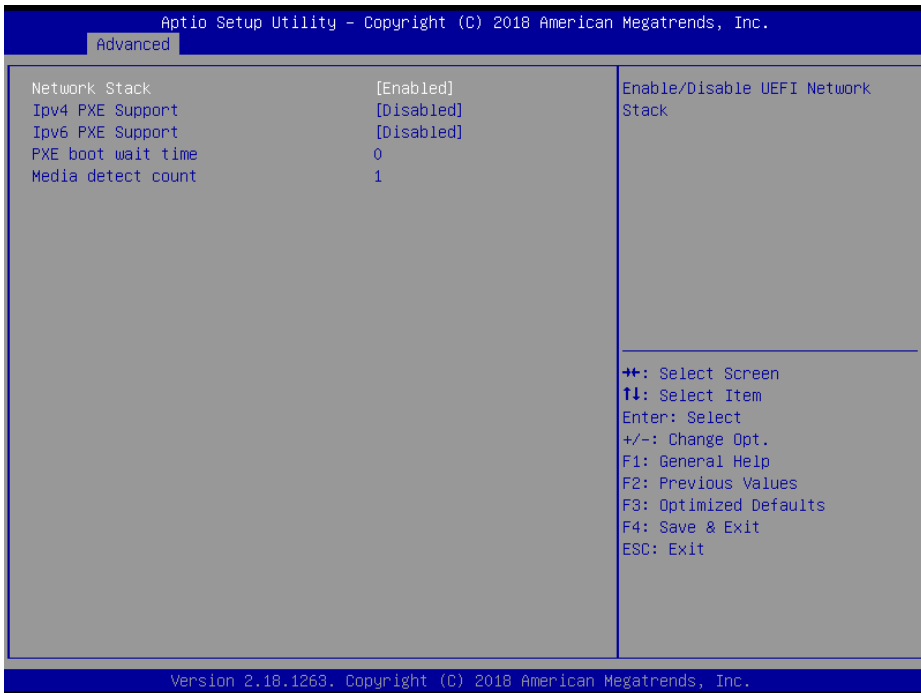 Aptio Setup Utility – Copyright (C) 2018 American Megatrends, Inc.
Advanced
Network Stack [Enabled]
Ipv4 PXE Support [Disabled]
Ipv6 PXE Support [Disabled]
PXE boot wait time 0
Media detect count 1
Enable/Disable UEFI Network
Stack
→←: Select Screen
↑↓: Select Item
Enter: Select
+/-: Change Opt.
F1: General Help
F2: Previous Values
F3: Optimized Defaults
F4: Save & Exit
ESC: Exit
Version 2.18.1263. Copyright (C) 2018 American Megatrends, Inc.